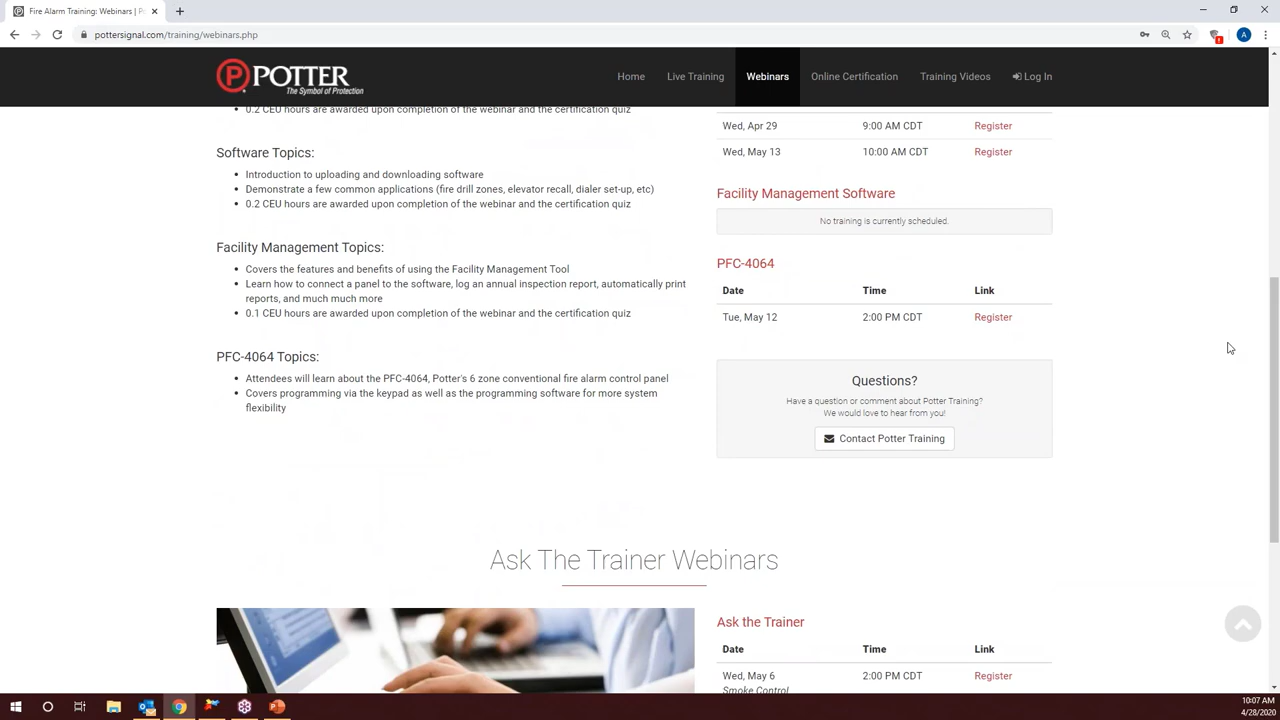 Fire Alarm Training: Webinars | P
pottersignal.com/training/webinars.php
A
P POTTER
The Symbol of Protection
Home
Live Training
Webinars
Online Certification
Training Videos
Log In
0.2 CEU hours are awarded upon completion of the webinar and the certification quiz
Software Topics:
Introduction to uploading and downloading software
Demonstrate a few common applications (fire drill zones, elevator recall, dialer set-up, etc)
0.2 CEU hours are awarded upon completion of the webinar and the certification quiz
Facility Management Topics:
Covers the features and benefits of using the Facility Management Tool
Learn how to connect a panel to the software, log an annual inspection report, automatically print
reports, and much much more
0.1 CEU hours are awarded upon completion of the webinar and the certification quiz
PFC-4064 Topics:
Attendees will learn about the PFC-4064, Potter's 6 zone conventional fire alarm control panel
Covers programming via the keypad as well as the programming software for more system
flexibility
Wed, Apr 29 9:00 AM CDT Register
Wed, May 13 10:00 AM CDT Register
Facility Management Software
No training is currently scheduled.
PFC-4064
Date Time Link
Tue, May 12 2:00 PM CDT Register
Questions?
Have a question or comment about Potter Training?
We would love to hear from you!
Contact Potter Training
Ask The Trainer Webinars
Ask the Trainer
Date Time Link
Wed, May 6 2:00 PM CDT Register
Smoke Control
10:07 AM
4/28/2020